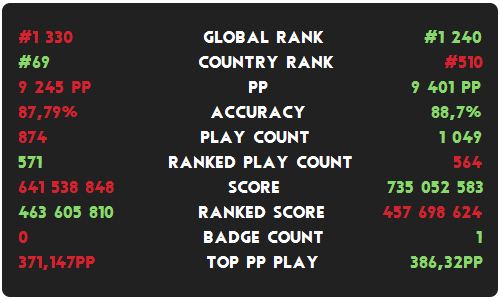 #1 330 GLOBAL RANK #1 240
#69 COUNTRY RANK #510
9 245 PP PP 9 401 PP
87,79% ACCURACY 88,7%
874 PLAY COUNT 1 049
571 RANKED PLAY COUNT 564
641 538 848 SCORE 735 052 583
463 605 810 RANKED SCORE 457 698 624
0 BADGE COUNT 1
371,147PP TOP PP PLAY 386,32PP